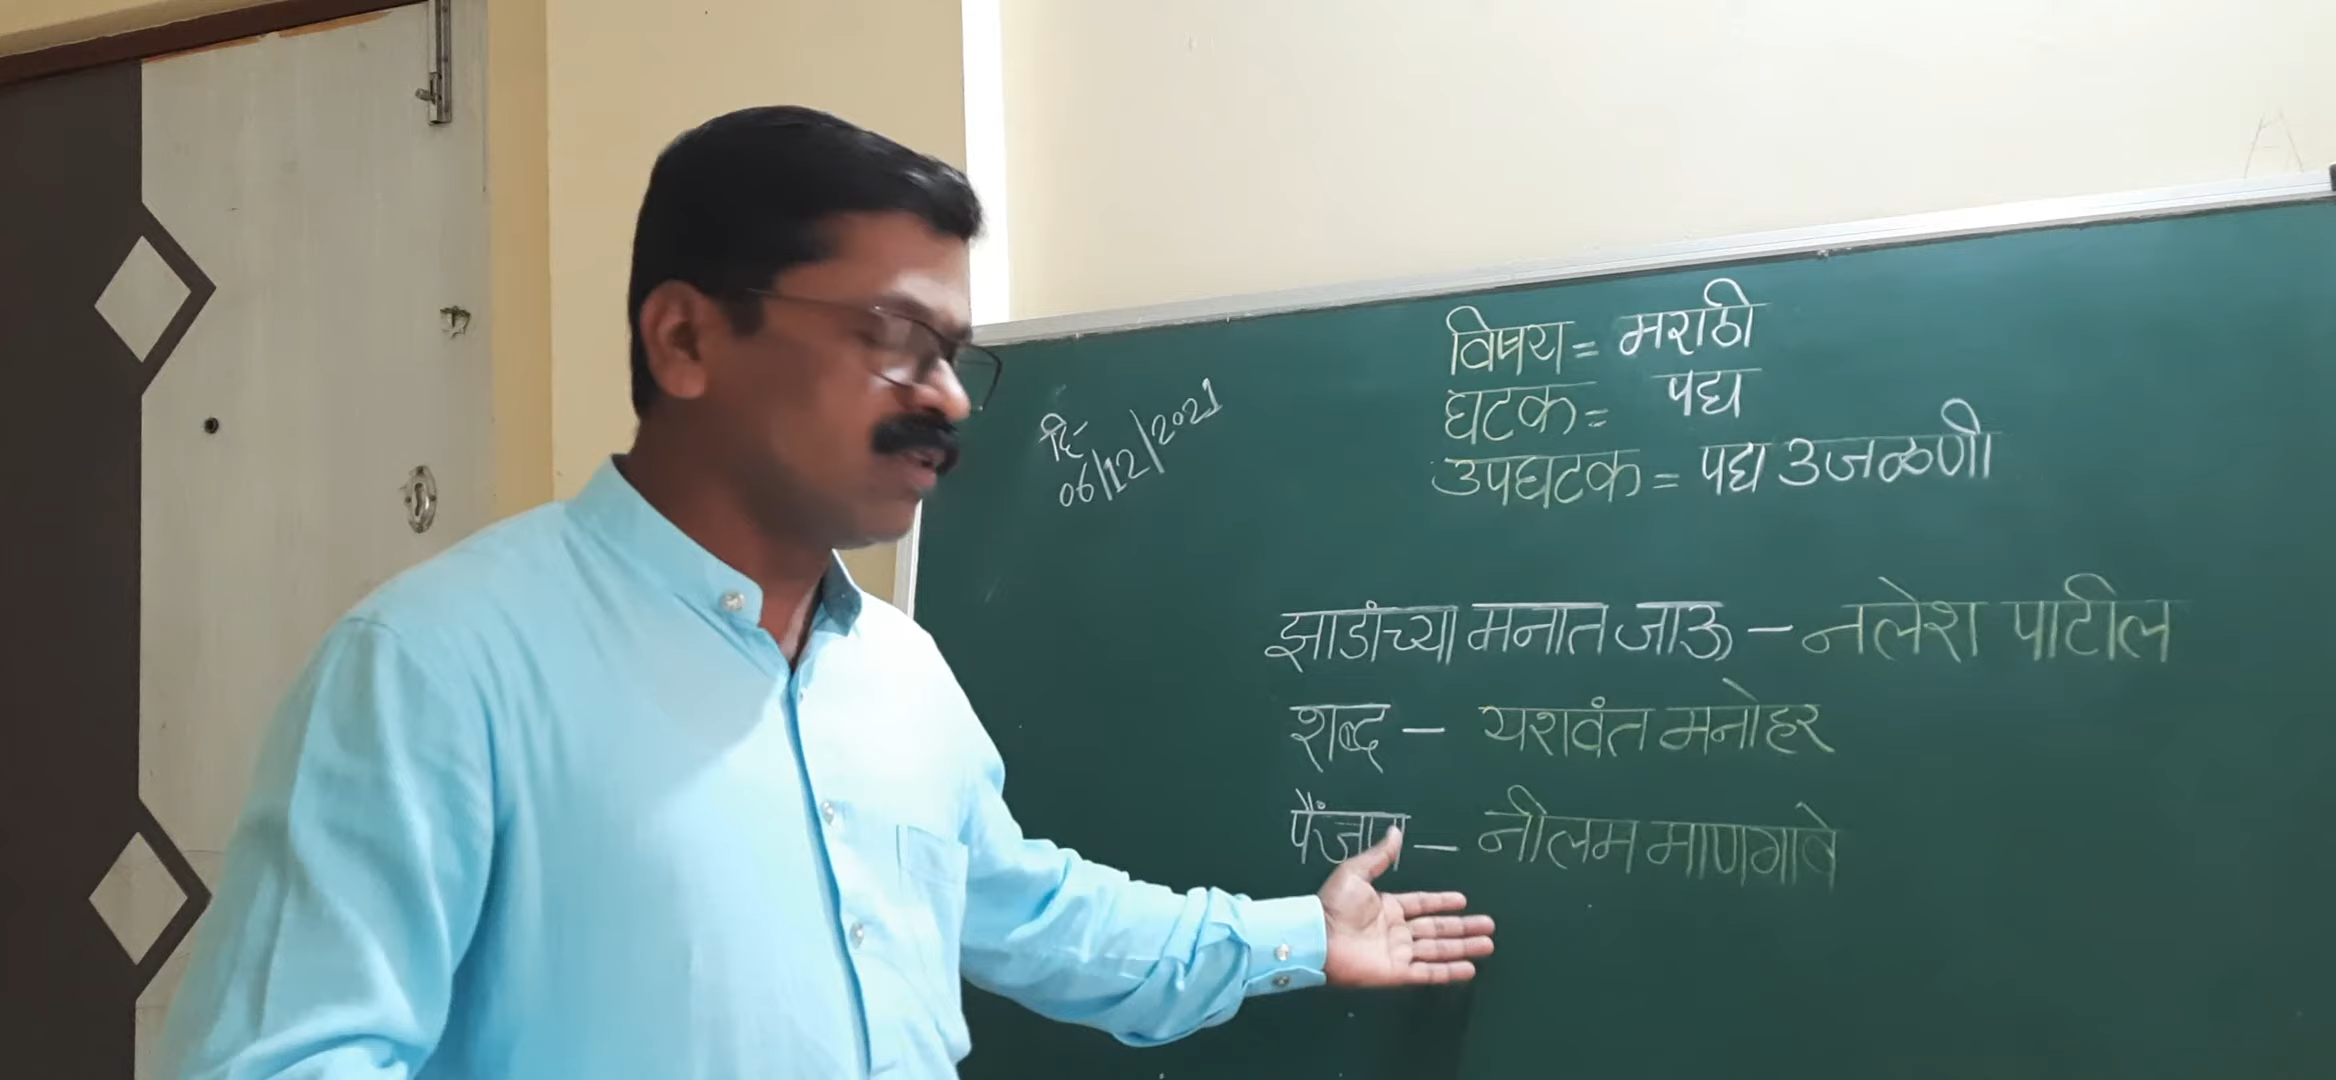 दि-
06/12/2021
विषय = मराठी
घटक = पद्य
उपघटक = पद्य उजळणी
झाडांच्या मनात जाऊ - नलेश पाटील
शब्द - यशवंत मनोहर
पैंजण - नीलम माणगावे
A